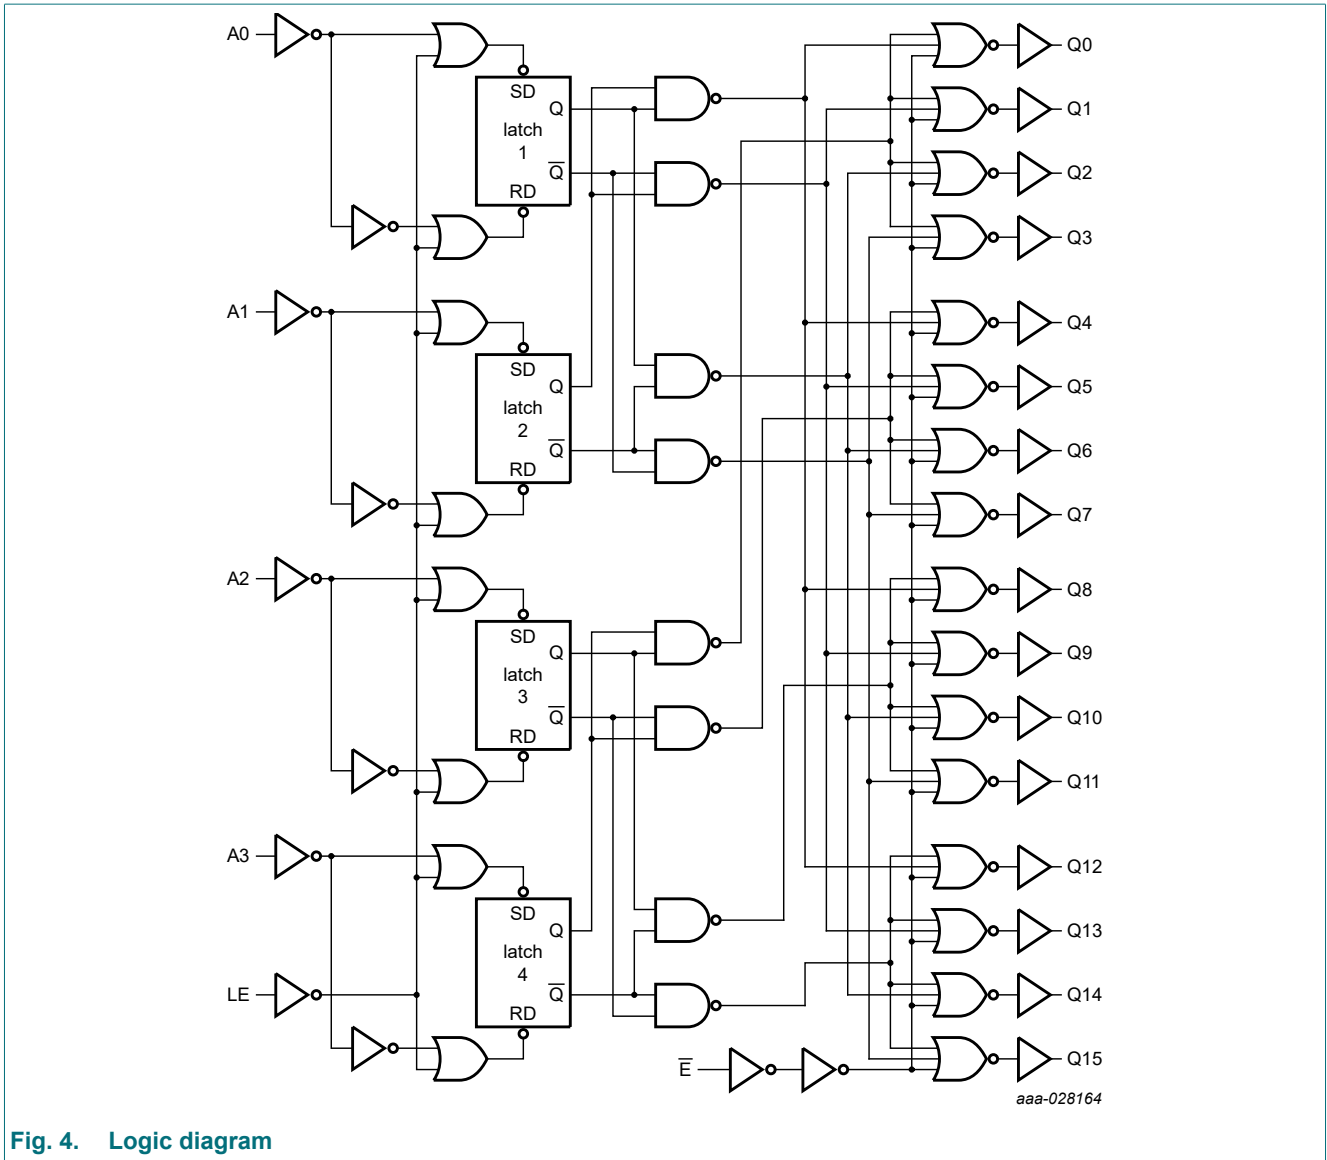 A0
SD
Q
latch
1
Q̅
RD
A1
SD
Q
latch
2
Q̅
RD
A2
SD
Q
latch
3
Q̅
RD
A3
SD
Q
latch
4
Q̅
RD
LE
E̅
Q0
Q1
Q2
Q3
Q4
Q5
Q6
Q7
Q8
Q9
Q10
Q11
Q12
Q13
Q14
Q15
aaa-028164
Fig. 4. Logic diagram